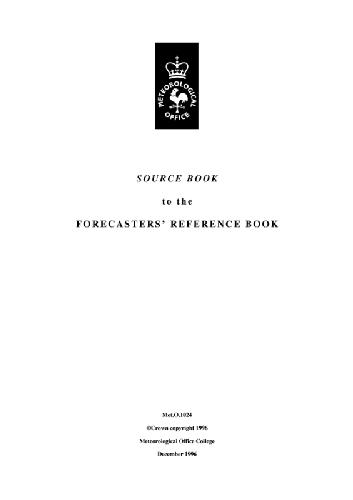 METEOROLOGICAL
OFFICE
SOURCE BOOK
to the
FORECASTERS' REFERENCE BOOK
Met.O.1024
©Crown copyright 1996
Meteorological Office College
December 1996